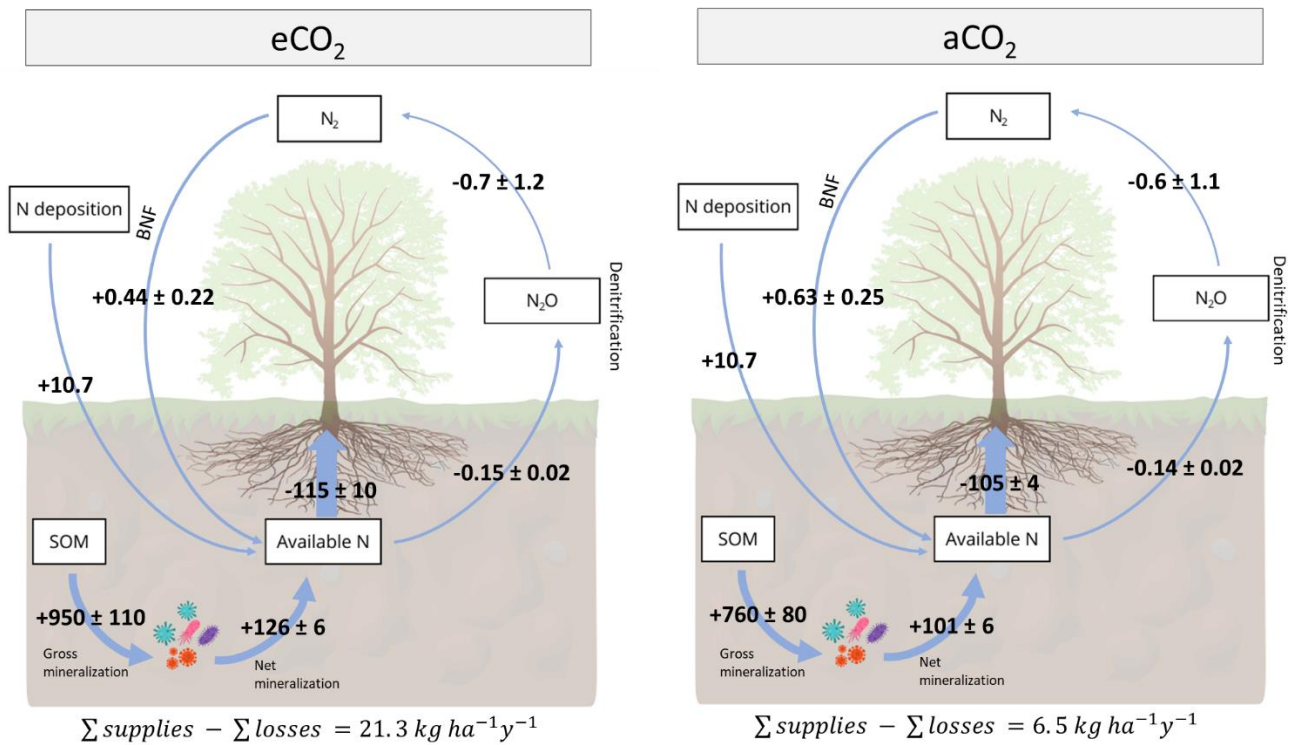 eCO₂
N₂
-0.7 ± 1.2
N deposition
BNF
+0.44 ± 0.22
N₂O
Denitrification
+10.7
-115 ± 10
-0.15 ± 0.02
SOM
Available N
+950 ± 110
+126 ± 6
Gross
mineralization
Net
mineralization
∑ supplies − ∑ losses = 21.3 kg ha⁻¹y⁻¹
aCO₂
N₂
-0.6 ± 1.1
N deposition
BNF
+0.63 ± 0.25
N₂O
Denitrification
+10.7
-105 ± 4
-0.14 ± 0.02
SOM
Available N
+760 ± 80
+101 ± 6
Gross
mineralization
Net
mineralization
∑ supplies − ∑ losses = 6.5 kg ha⁻¹y⁻¹